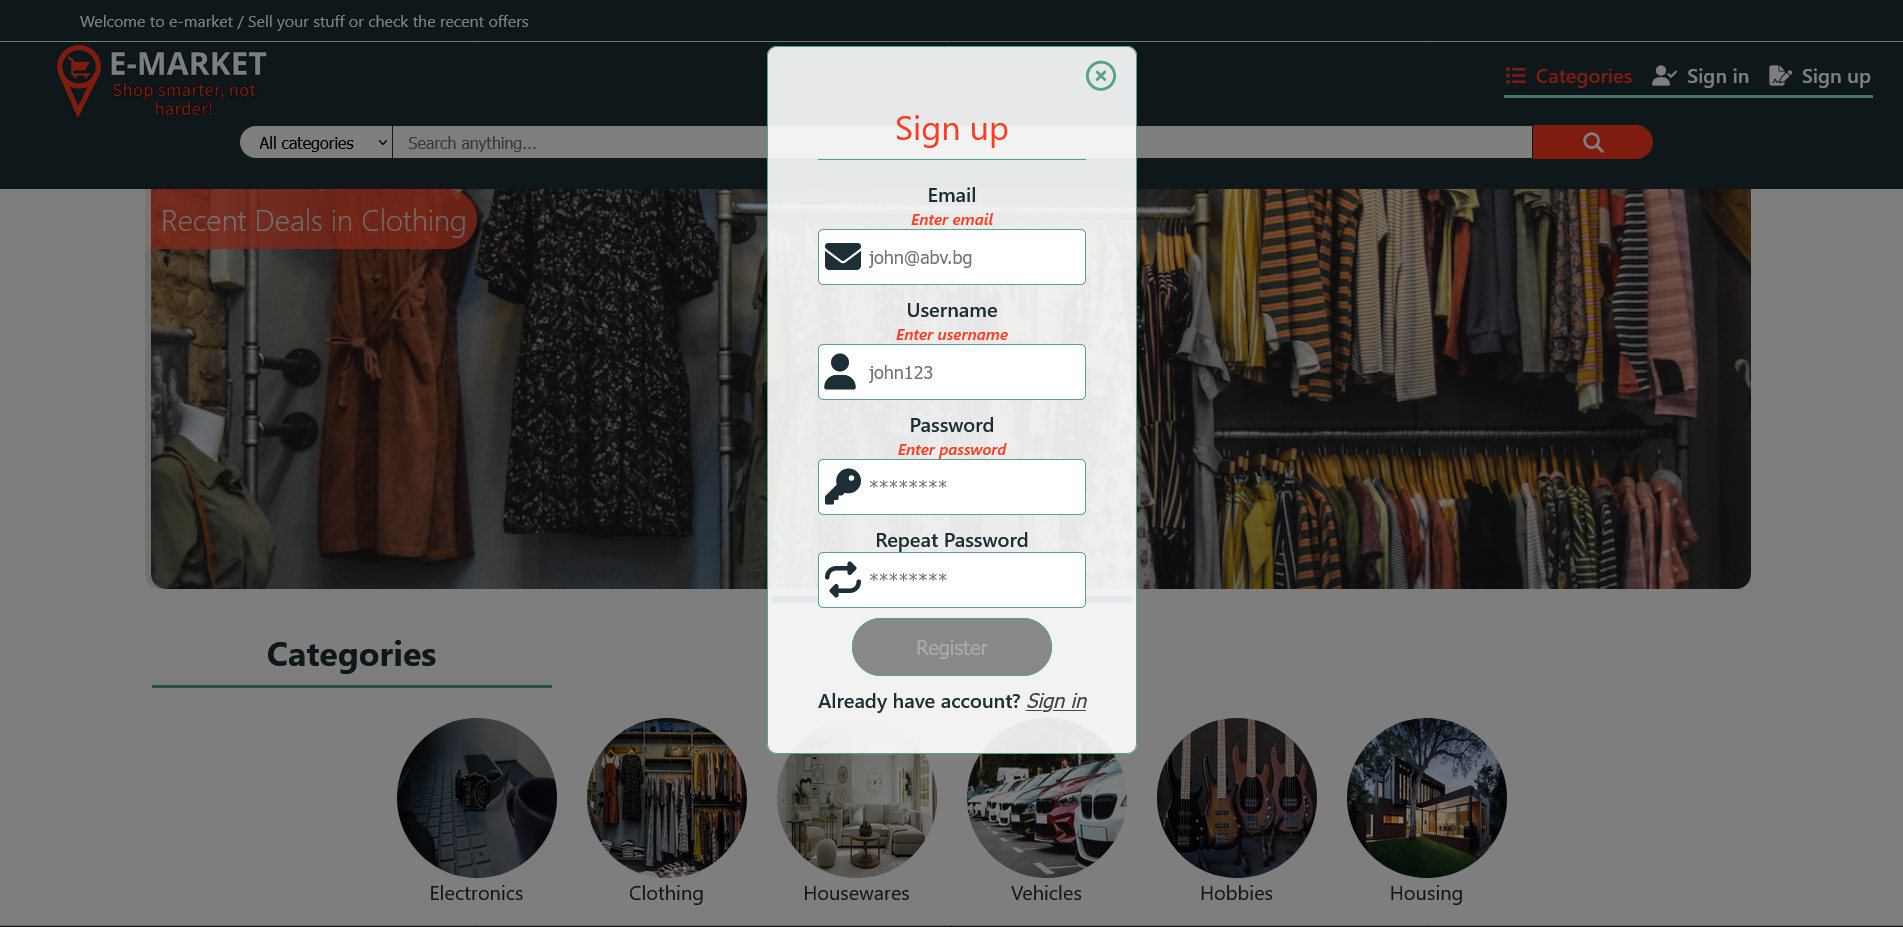 Welcome to e-market / Sell your stuff or check the recent offers
E-MARKET
Shop smarter, not
harder!
Categories
Sign in
Sign up
All categories
Search anything...
Recent Deals in Clothing
Sign up
Email
Enter email
john@abv.bg
Username
Enter username
john123
Password
Enter password
********
Repeat Password
********
Register
Already have account? Sign in
Categories
Electronics
Clothing
Housewares
Vehicles
Hobbies
Housing